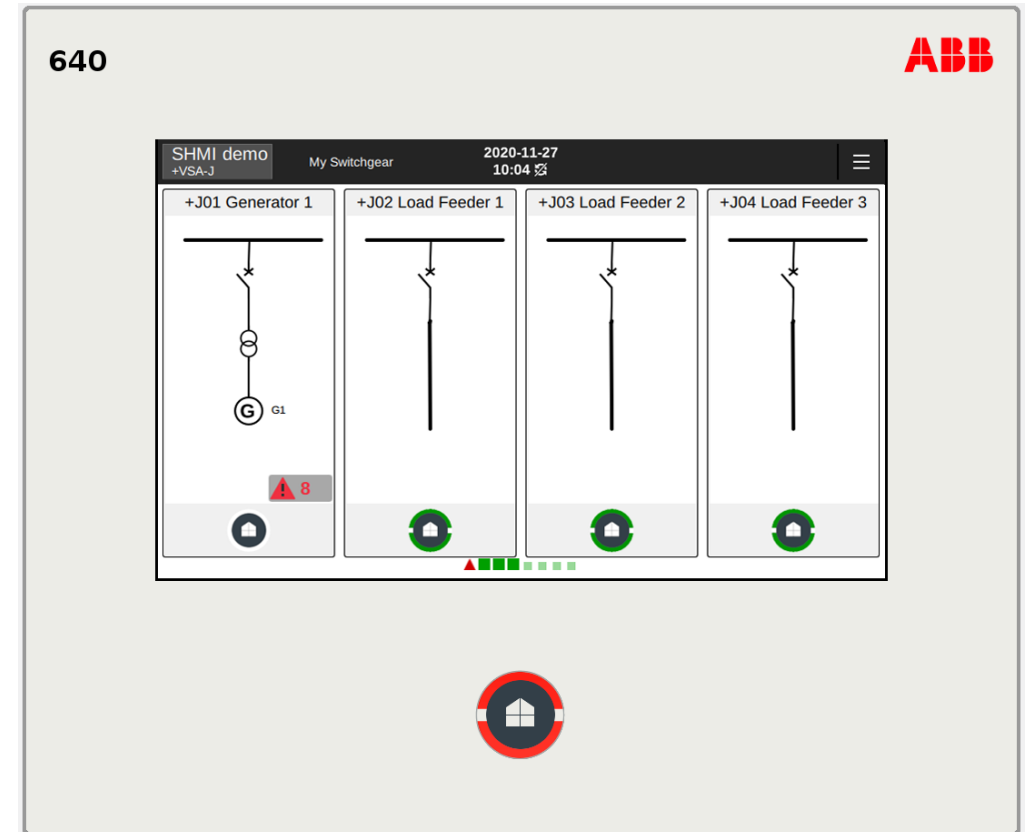 640
ABB
SHMI demo
+VSA-J
My Switchgear
2020-11-27
10:04
+J01 Generator 1
+J02 Load Feeder 1
+J03 Load Feeder 2
+J04 Load Feeder 3
G
G1
8